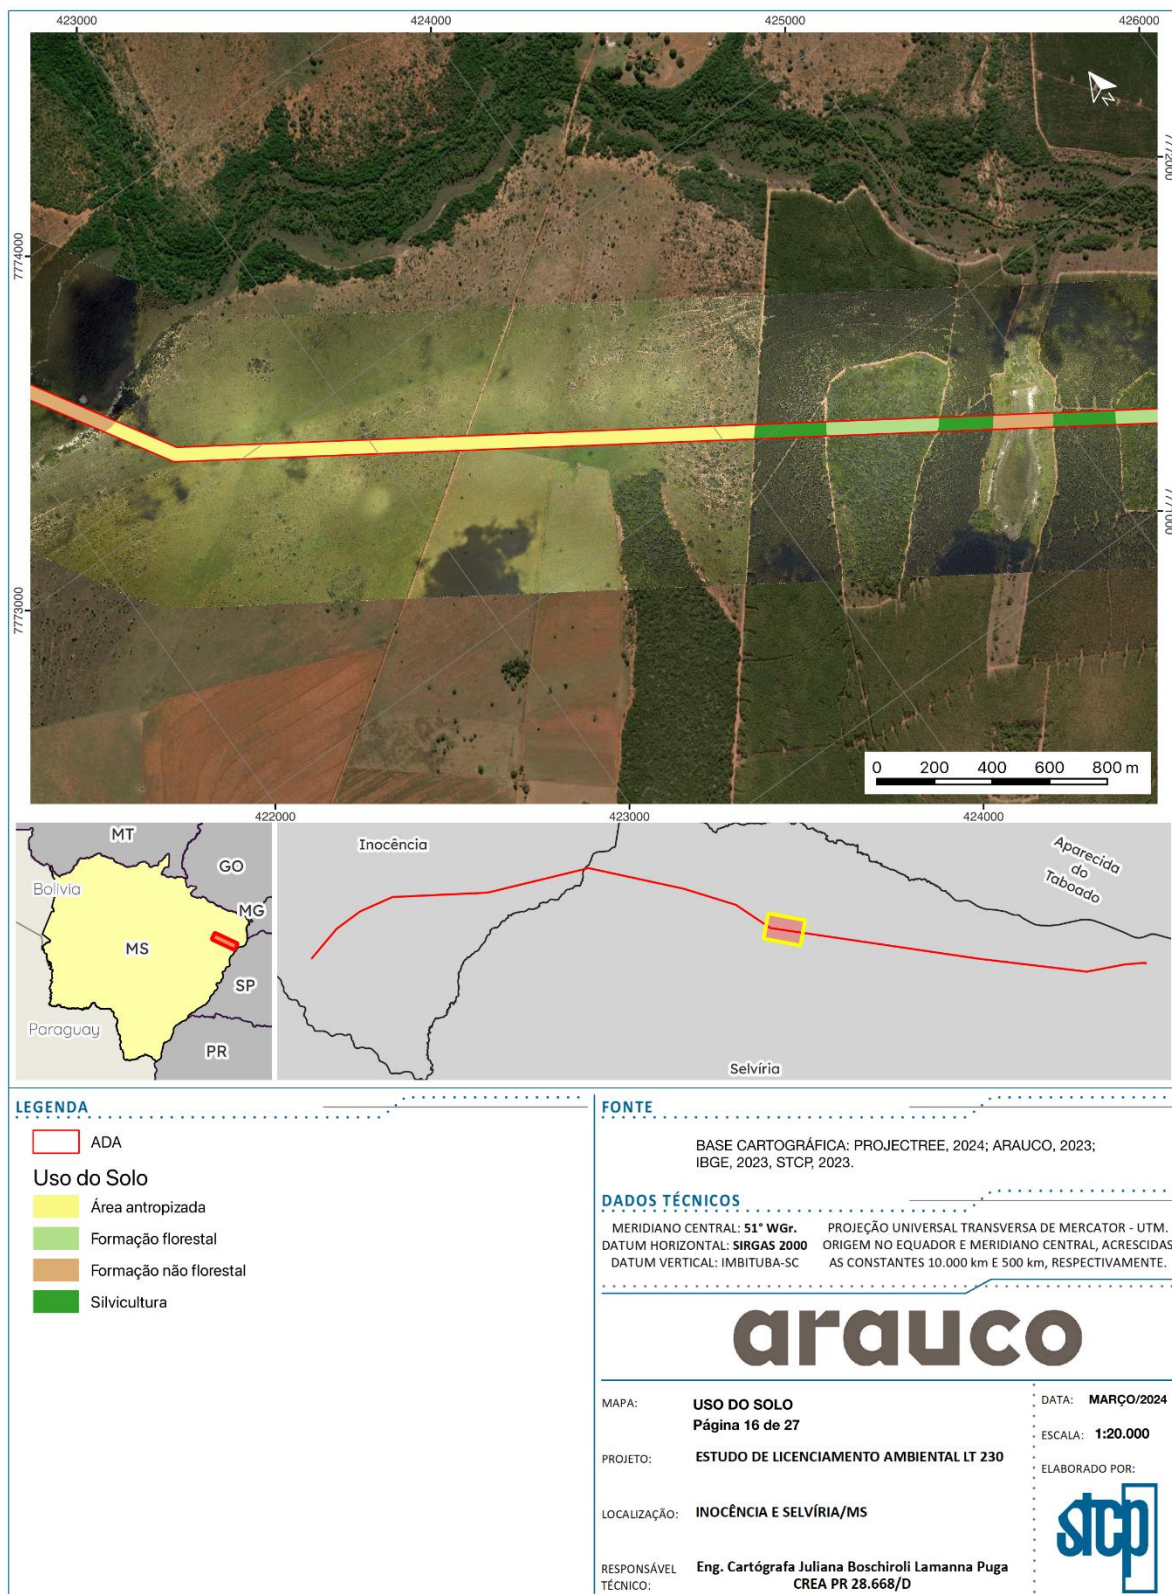 423000
424000
425000
426000
N
7774000
7773000
7772000
7771000
0 200 400 600 800 m
422000
423000
424000
MT
GO
Bolivia
MG
MS
SP
Paraguay
PR
Inocência
Aparecida
do
Taboado
Selvíria
LEGENDA
ADA
Uso do Solo
Área antropizada
Formação florestal
Formação não florestal
Silvicultura
FONTE
BASE CARTOGRÁFICA: PROJECTREE, 2024; ARAUCO, 2023;
IBGE, 2023, STCP, 2023.
DADOS TÉCNICOS
MERIDIANO CENTRAL: 51° WGr.
DATUM HORIZONTAL: SIRGAS 2000
DATUM VERTICAL: IMBITUBA-SC
PROJEÇÃO UNIVERSAL TRANSVERSA DE MERCATOR - UTM.
ORIGEM NO EQUADOR E MERIDIANO CENTRAL, ACRESCIDAS
AS CONSTANTES 10.000 km E 500 km, RESPECTIVAMENTE.
arauco
MAPA: USO DO SOLO
Página 16 de 27
PROJETO: ESTUDO DE LICENCIAMENTO AMBIENTAL LT 230
LOCALIZAÇÃO: INOCÊNCIA E SELVÍRIA/MS
RESPONSÁVEL
TÉCNICO:
Eng. Cartógrafa Juliana Boschiroli Lamanna Puga
CREA PR 28.668/D
DATA: MARÇO/2024
ESCALA: 1:20.000
ELABORADO POR:
stcp